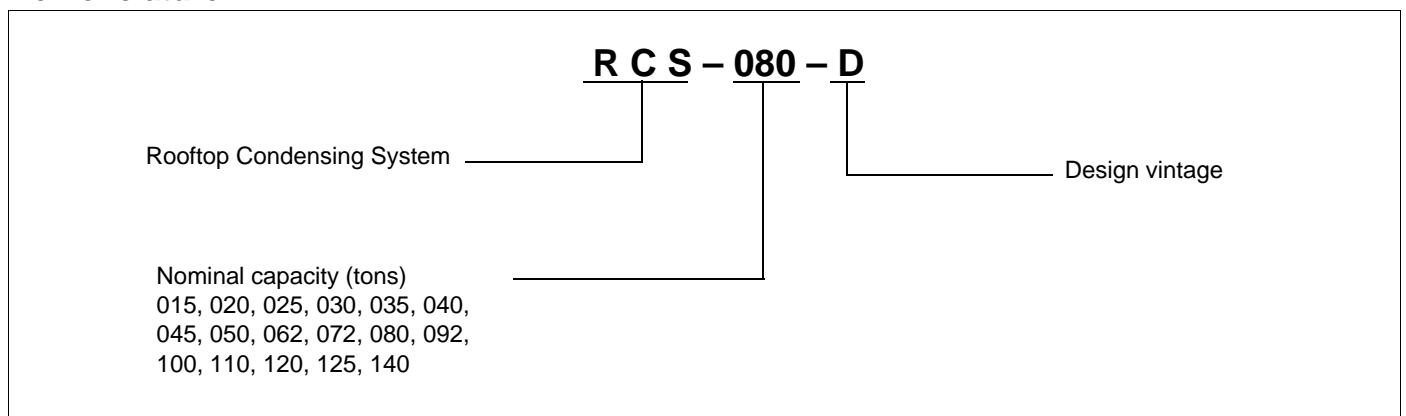 R C S – 080 – D
Rooftop Condensing System
Design vintage
Nominal capacity (tons)
015, 020, 025, 030, 035, 040,
045, 050, 062, 072, 080, 092,
100, 110, 120, 125, 140